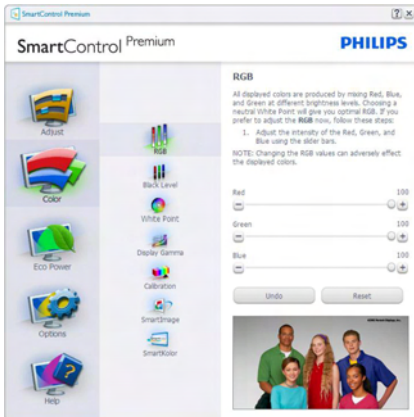 SmartControl Premium
SmartControl Premium
PHILIPS
Adjust
Color
Eco Power
Options
Help
RGB
Black Level
White Point
Display Gamma
Calibration
SmartImage
SmartKolor
RGB
All displayed colors are produced by mixing Red, Blue,
and Green at different brightness levels. Choosing a
neutral White Point will give you optimal RGB. If you
prefer to adjust the RGB now, follow these steps:
1. Adjust the intensity of the Red, Green, and
Blue using the slider bars.
NOTE: Changing the RGB values can adversely effect
the displayed colors.
Red 100
Green 100
Blue 100
Undo Reset